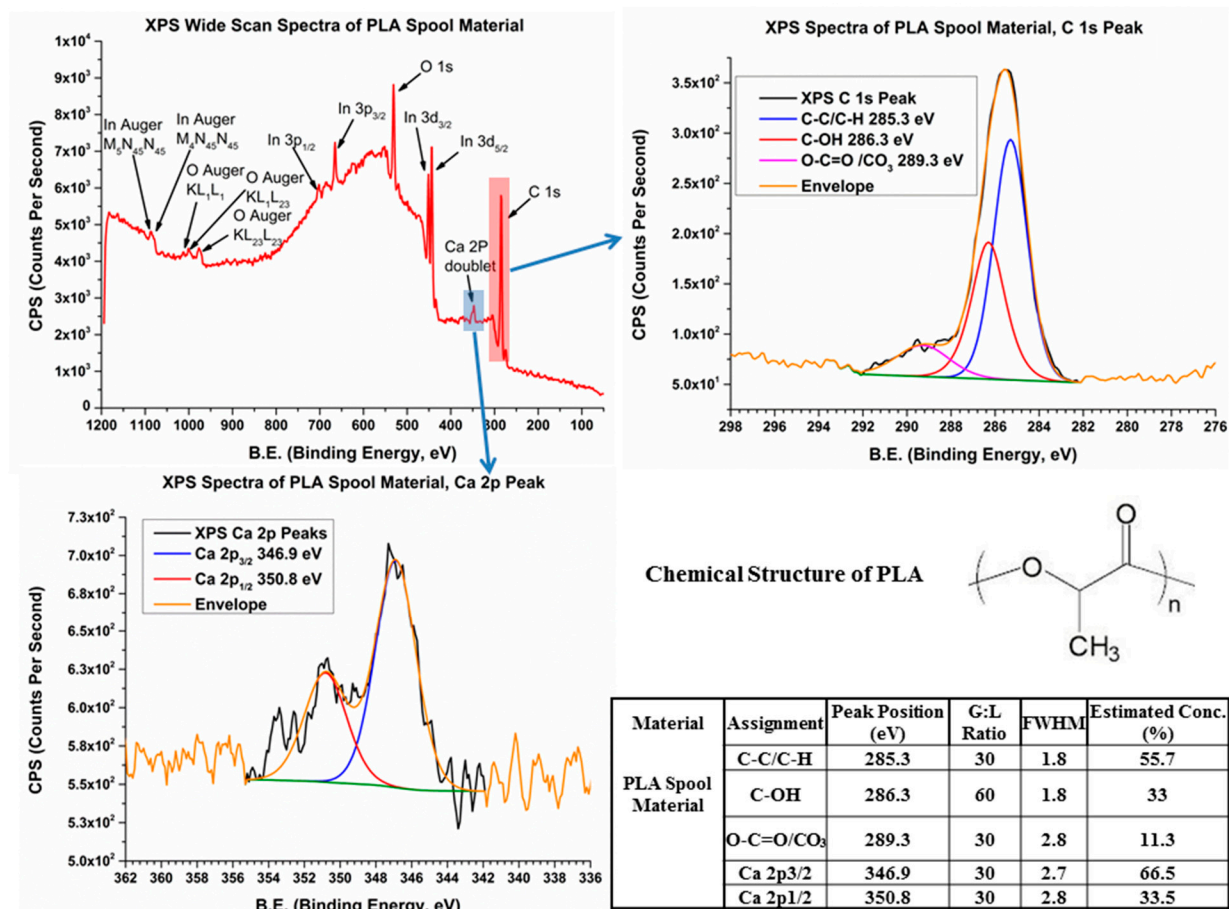 XPS Wide Scan Spectra of PLA Spool Material
1x10⁴
9x10³
8x10³
7x10³
6x10³
5x10³
4x10³
3x10³
2x10³
1x10³
0
CPS (Counts Per Second)
In Auger
M₅N₄₅N₄₅
In Auger
M₄N₄₅N₄₅
O Auger
KL₁L₁
O Auger
KL₁L₂₃
O Auger
KL₂₃L₂₃
In 3p₁/₂
In 3p₃/₂
O 1s
In 3d₃/₂
In 3d₅/₂
C 1s
Ca 2P
doublet
1200 1100 1000 900 800 700 600 500 400 300 200 100
B.E. (Binding Energy, eV)
XPS Spectra of PLA Spool Material, C 1s Peak
3.5x10²
3.0x10²
2.5x10²
2.0x10²
1.5x10²
1.0x10²
5.0x10¹
CPS (Counts Per Second)
XPS C 1s Peak
C-C/C-H 285.3 eV
C-OH 286.3 eV
O-C=O /CO₃ 289.3 eV
Envelope
298 296 294 292 290 288 286 284 282 280 278 276
B.E. (Binding Energy, eV)
XPS Spectra of PLA Spool Material, Ca 2p Peak
7.3x10²
7.0x10²
6.8x10²
6.5x10²
6.3x10²
6.0x10²
5.8x10²
5.5x10²
5.3x10²
5.0x10²
CPS (Counts Per Second)
XPS Ca 2p Peaks
Ca 2p₃/₂ 346.9 eV
Ca 2p₁/₂ 350.8 eV
Envelope
362 360 358 356 354 352 350 348 346 344 342 340 338 336
B.E. (Binding Energy, eV)
Chemical Structure of PLA
O
O
n
CH₃
Material Assignment Peak Position (eV) G:L Ratio FWHM Estimated Conc. (%)
PLA Spool Material
C-C/C-H 285.3 30 1.8 55.7
C-OH 286.3 60 1.8 33
O-C=O/CO₃ 289.3 30 2.8 11.3
Ca 2p3/2 346.9 30 2.7 66.5
Ca 2p1/2 350.8 30 2.8 33.5